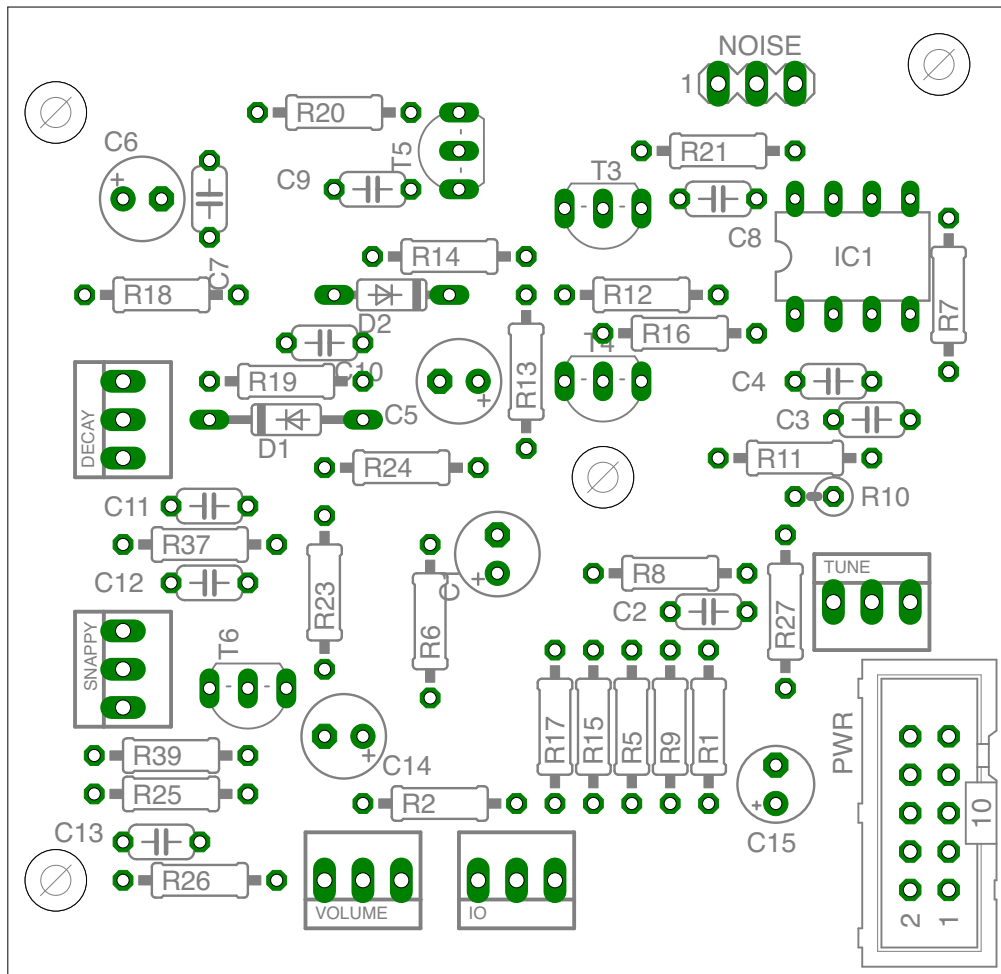 NOISE
1
R20
C6
T5
R21
C9
T3
C8
R14
IC1
C7
R18
R12
R7
D2
R16
T4
C10
R19
R13
C4
C5
DECAY
D1
C3
R24
R11
C11
R10
R37
C12
R23
C1
R8
TUNE
C2
R6
R27
SNAPPY
T6
R17
R15
R5
R9
R1
PWR
R39
C14
R25
R2
10
C13
C15
R26
VOLUME
IO
2
1